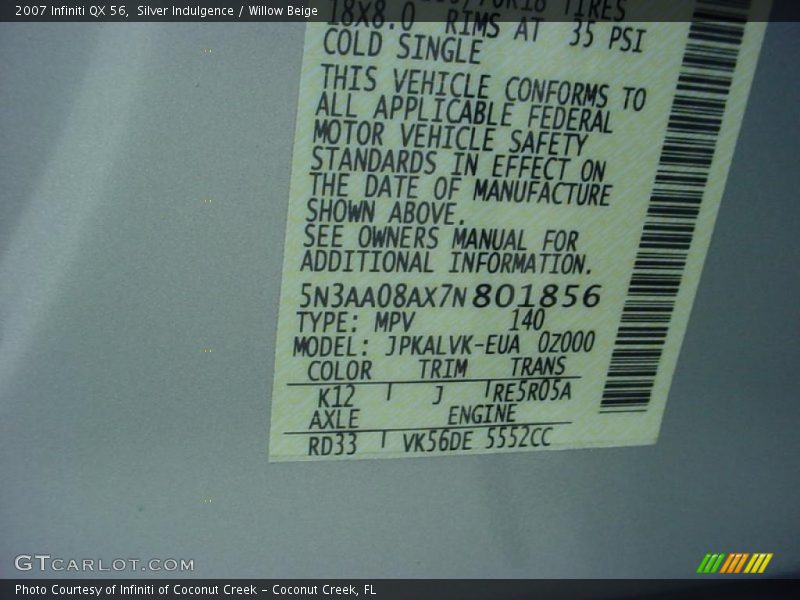 2007 Infiniti QX 56, Silver Indulgence / Willow Beige
TIRES
18X8.0 RIMS AT 35 PSI
COLD SINGLE
THIS VEHICLE CONFORMS TO
ALL APPLICABLE FEDERAL
MOTOR VEHICLE SAFETY
STANDARDS IN EFFECT ON
THE DATE OF MANUFACTURE
SHOWN ABOVE.
SEE OWNERS MANUAL FOR
ADDITIONAL INFORMATION.
5N3AA08AX7N801856
TYPE: MPV 140
MODEL: JPKALVK-EUA 0Z000
COLOR TRIM TRANS
K12 J RE5R05A
AXLE ENGINE
RD33 VK56DE 5552CC
GTCARLOT.COM
Photo Courtesy of Infiniti of Coconut Creek – Coconut Creek, FL